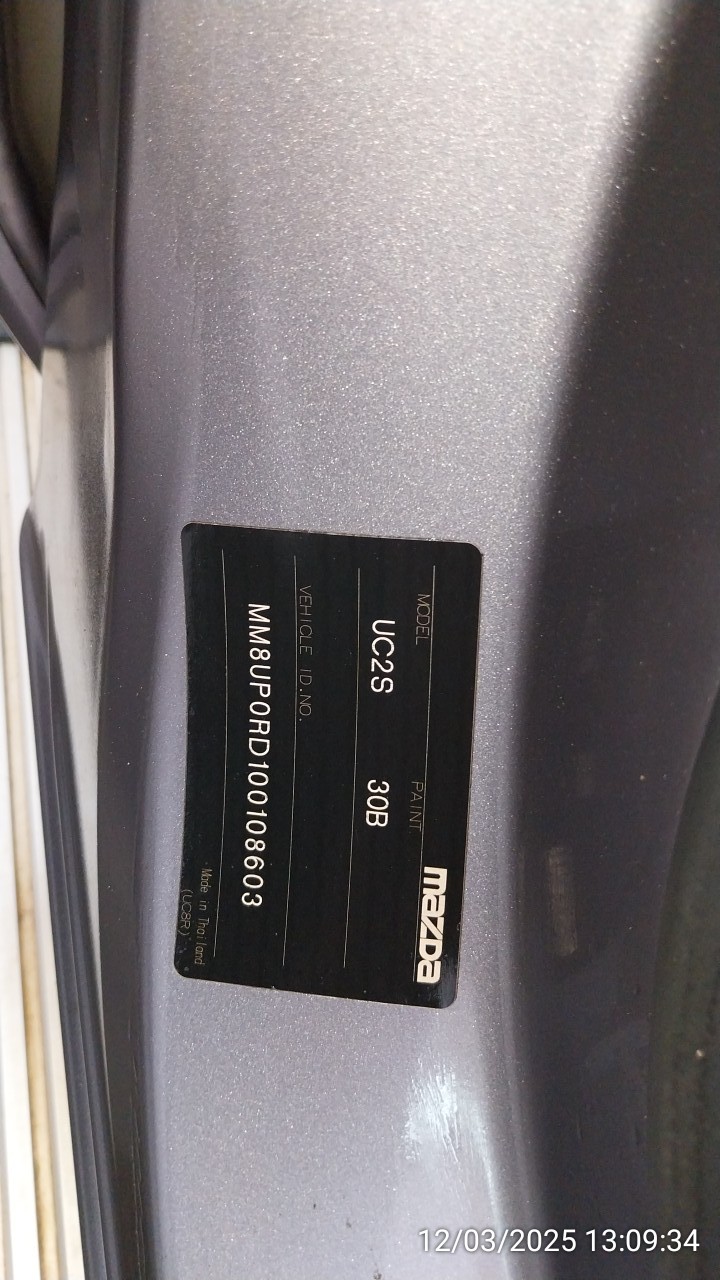 mazda
MODEL PAINT
UC2S 30B
VEHICLE ID.NO.
MM8UP0RD100108603
Made in Thailand
(UC8R)
12/03/2025 13:09:34